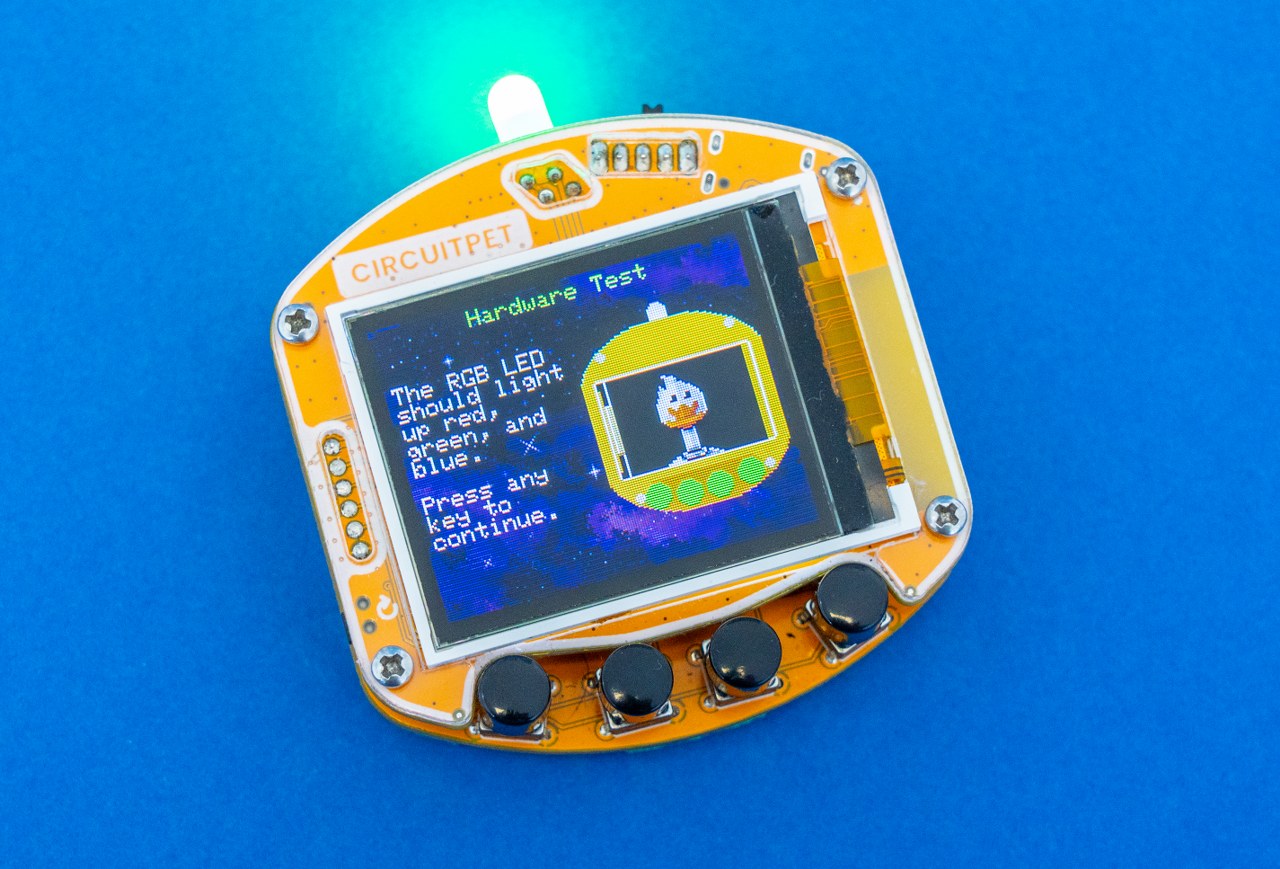 CIRCUITPET
Hardware Test
The RGB LED
should light
up red,
green, and
blue.
Press any
key to
continue.